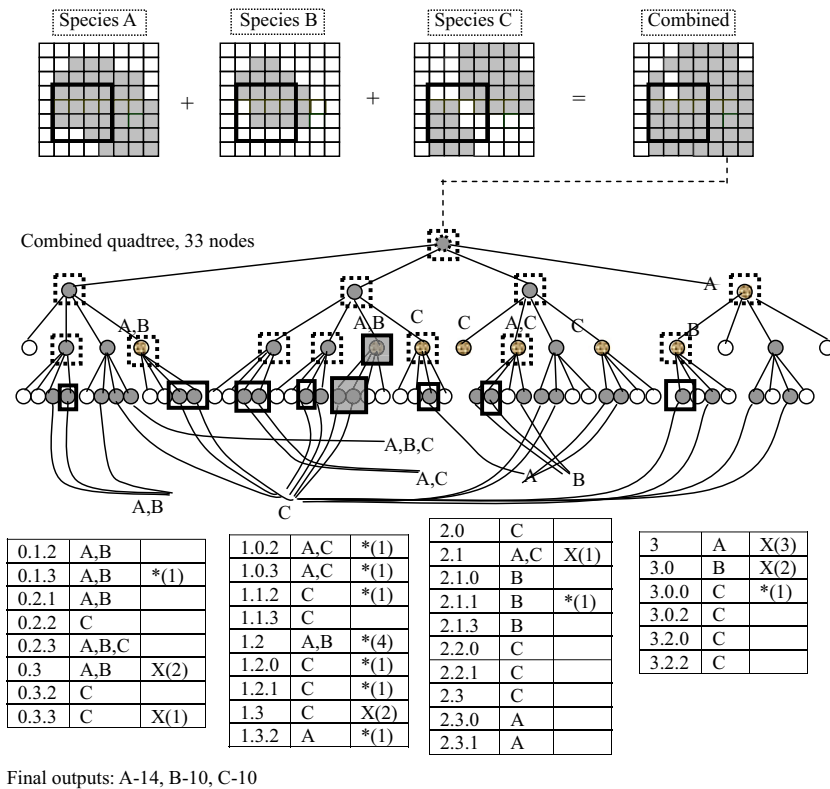 Species A Species B Species C Combined
+ + =
Combined quadtree, 33 nodes
A
A,B A,B C C A,C C B
A,B,C
A,C A B
A,B C
0.1.2 A,B
0.1.3 A,B *(1)
0.2.1 A,B
0.2.2 C
0.2.3 A,B,C
0.3 A,B X(2)
0.3.2 C
0.3.3 C X(1)
1.0.2 A,C *(1)
1.0.3 A,C *(1)
1.1.2 C *(1)
1.1.3 C
1.2 A,B *(4)
1.2.0 C *(1)
1.2.1 C *(1)
1.3 C X(2)
1.3.2 A *(1)
2.0 C
2.1 A,C X(1)
2.1.0 B
2.1.1 B *(1)
2.1.3 B
2.2.0 C
2.2.1 C
2.3 C
2.3.0 A
2.3.1 A
3 A X(3)
3.0 B X(2)
3.0.0 C *(1)
3.0.2 C
3.2.0 C
3.2.2 C
Final outputs: A-14, B-10, C-10